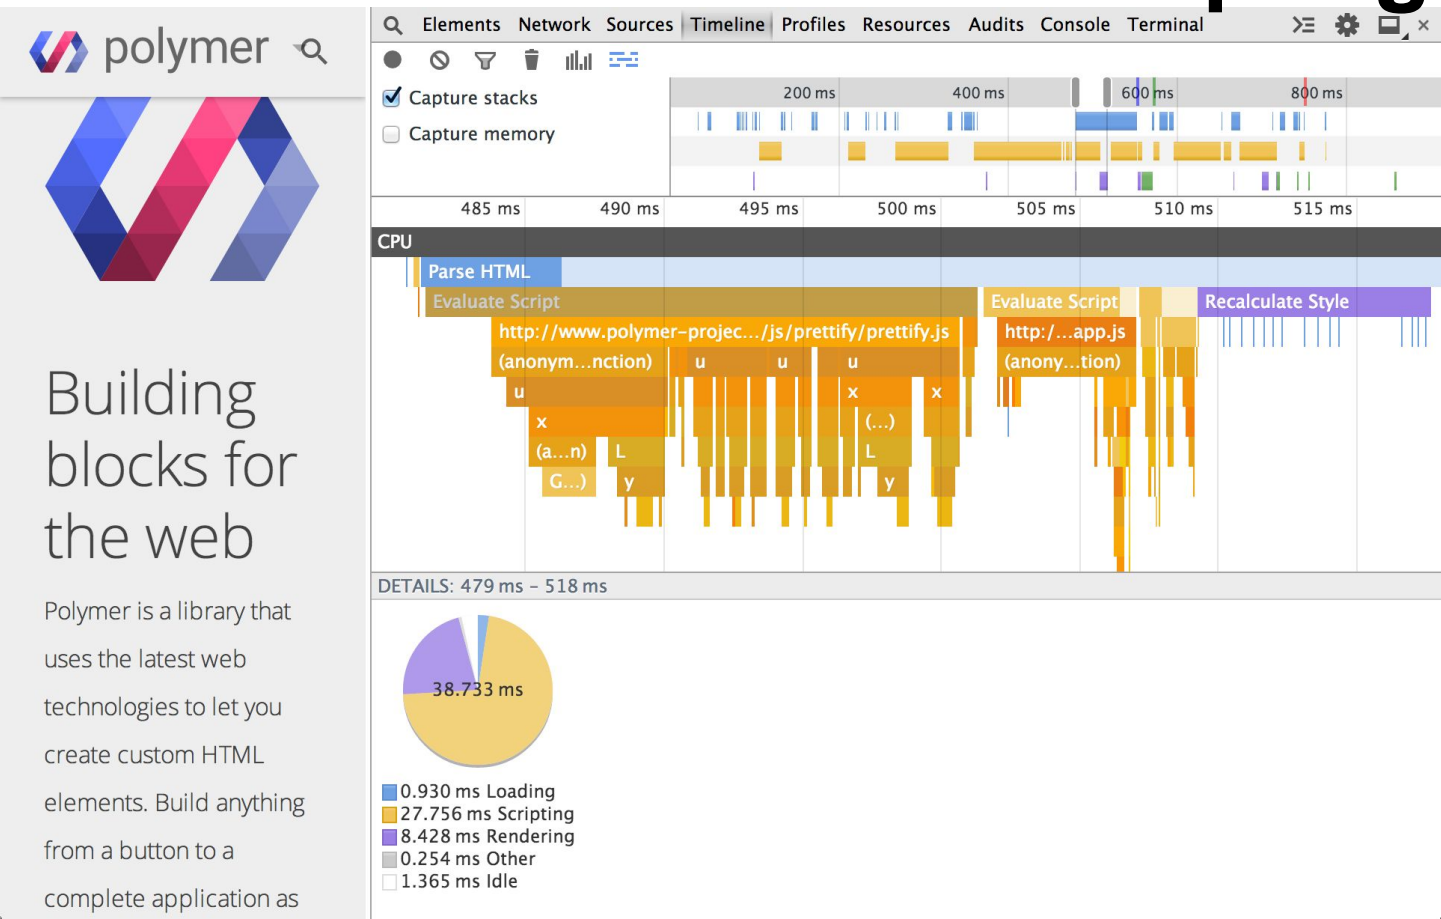 polymer
Building
blocks for
the web
Polymer is a library that
uses the latest web
technologies to let you
create custom HTML
elements. Build anything
from a button to a
complete application as
Elements Network Sources Timeline Profiles Resources Audits Console Terminal
Capture stacks
Capture memory
200 ms 400 ms 600 ms 800 ms
485 ms 490 ms 495 ms 500 ms 505 ms 510 ms 515 ms
CPU
Parse HTML
Evaluate Script Evaluate Script Recalculate Style
http://www.polymer-projec.../js/prettify/prettify.js http:/...app.js
(anonym...nction) u u u (anony...tion)
u x x
x (...)
(a...n) L L
G...) y y
DETAILS: 479 ms – 518 ms
38.733 ms
0.930 ms Loading
27.756 ms Scripting
8.428 ms Rendering
0.254 ms Other
1.365 ms Idle